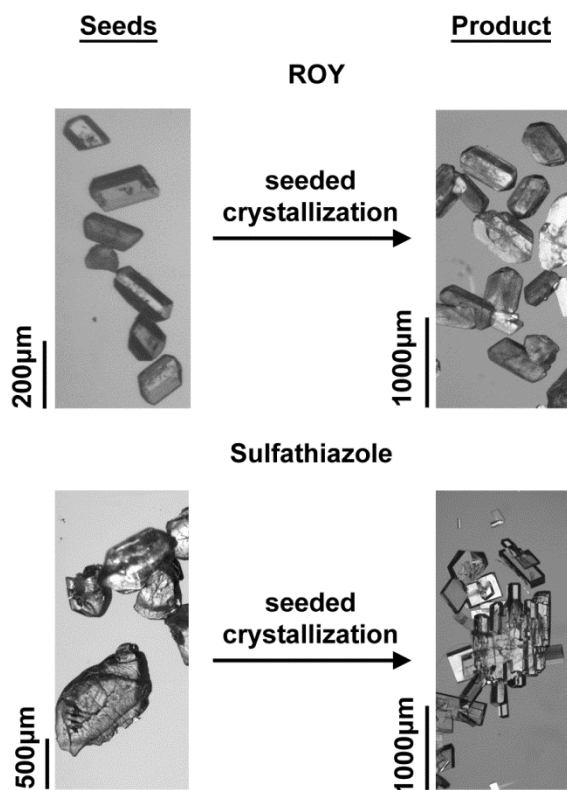 Seeds
Product
ROY
seeded
crystallization
200µm
1000µm
Sulfathiazole
seeded
crystallization
500µm
1000µm